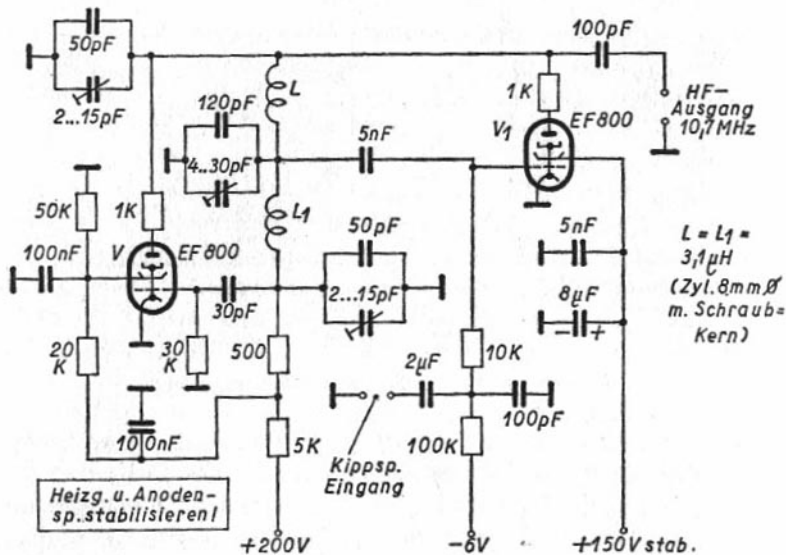 50pF
2...15pF
120pF
4..30pF
L
L₁
5nF
100pF
1K
V₁
EF800
HF-
Ausgang
10,7MHz
50K
1K
100nF
V
EF800
30pF
50pF
2...15pF
5nF
8µF
− +
L = L₁ =
3,1µH
(Zyl. 8mm Ø
m. Schraub=
Kern)
20
K
30
K
500
10K
2µF
100pF
100nF
5K
100K
Kippsp.
Eingang
Heizg. u. Anoden-
sp. stabilisieren!
+200V
-6V
+150V stab.